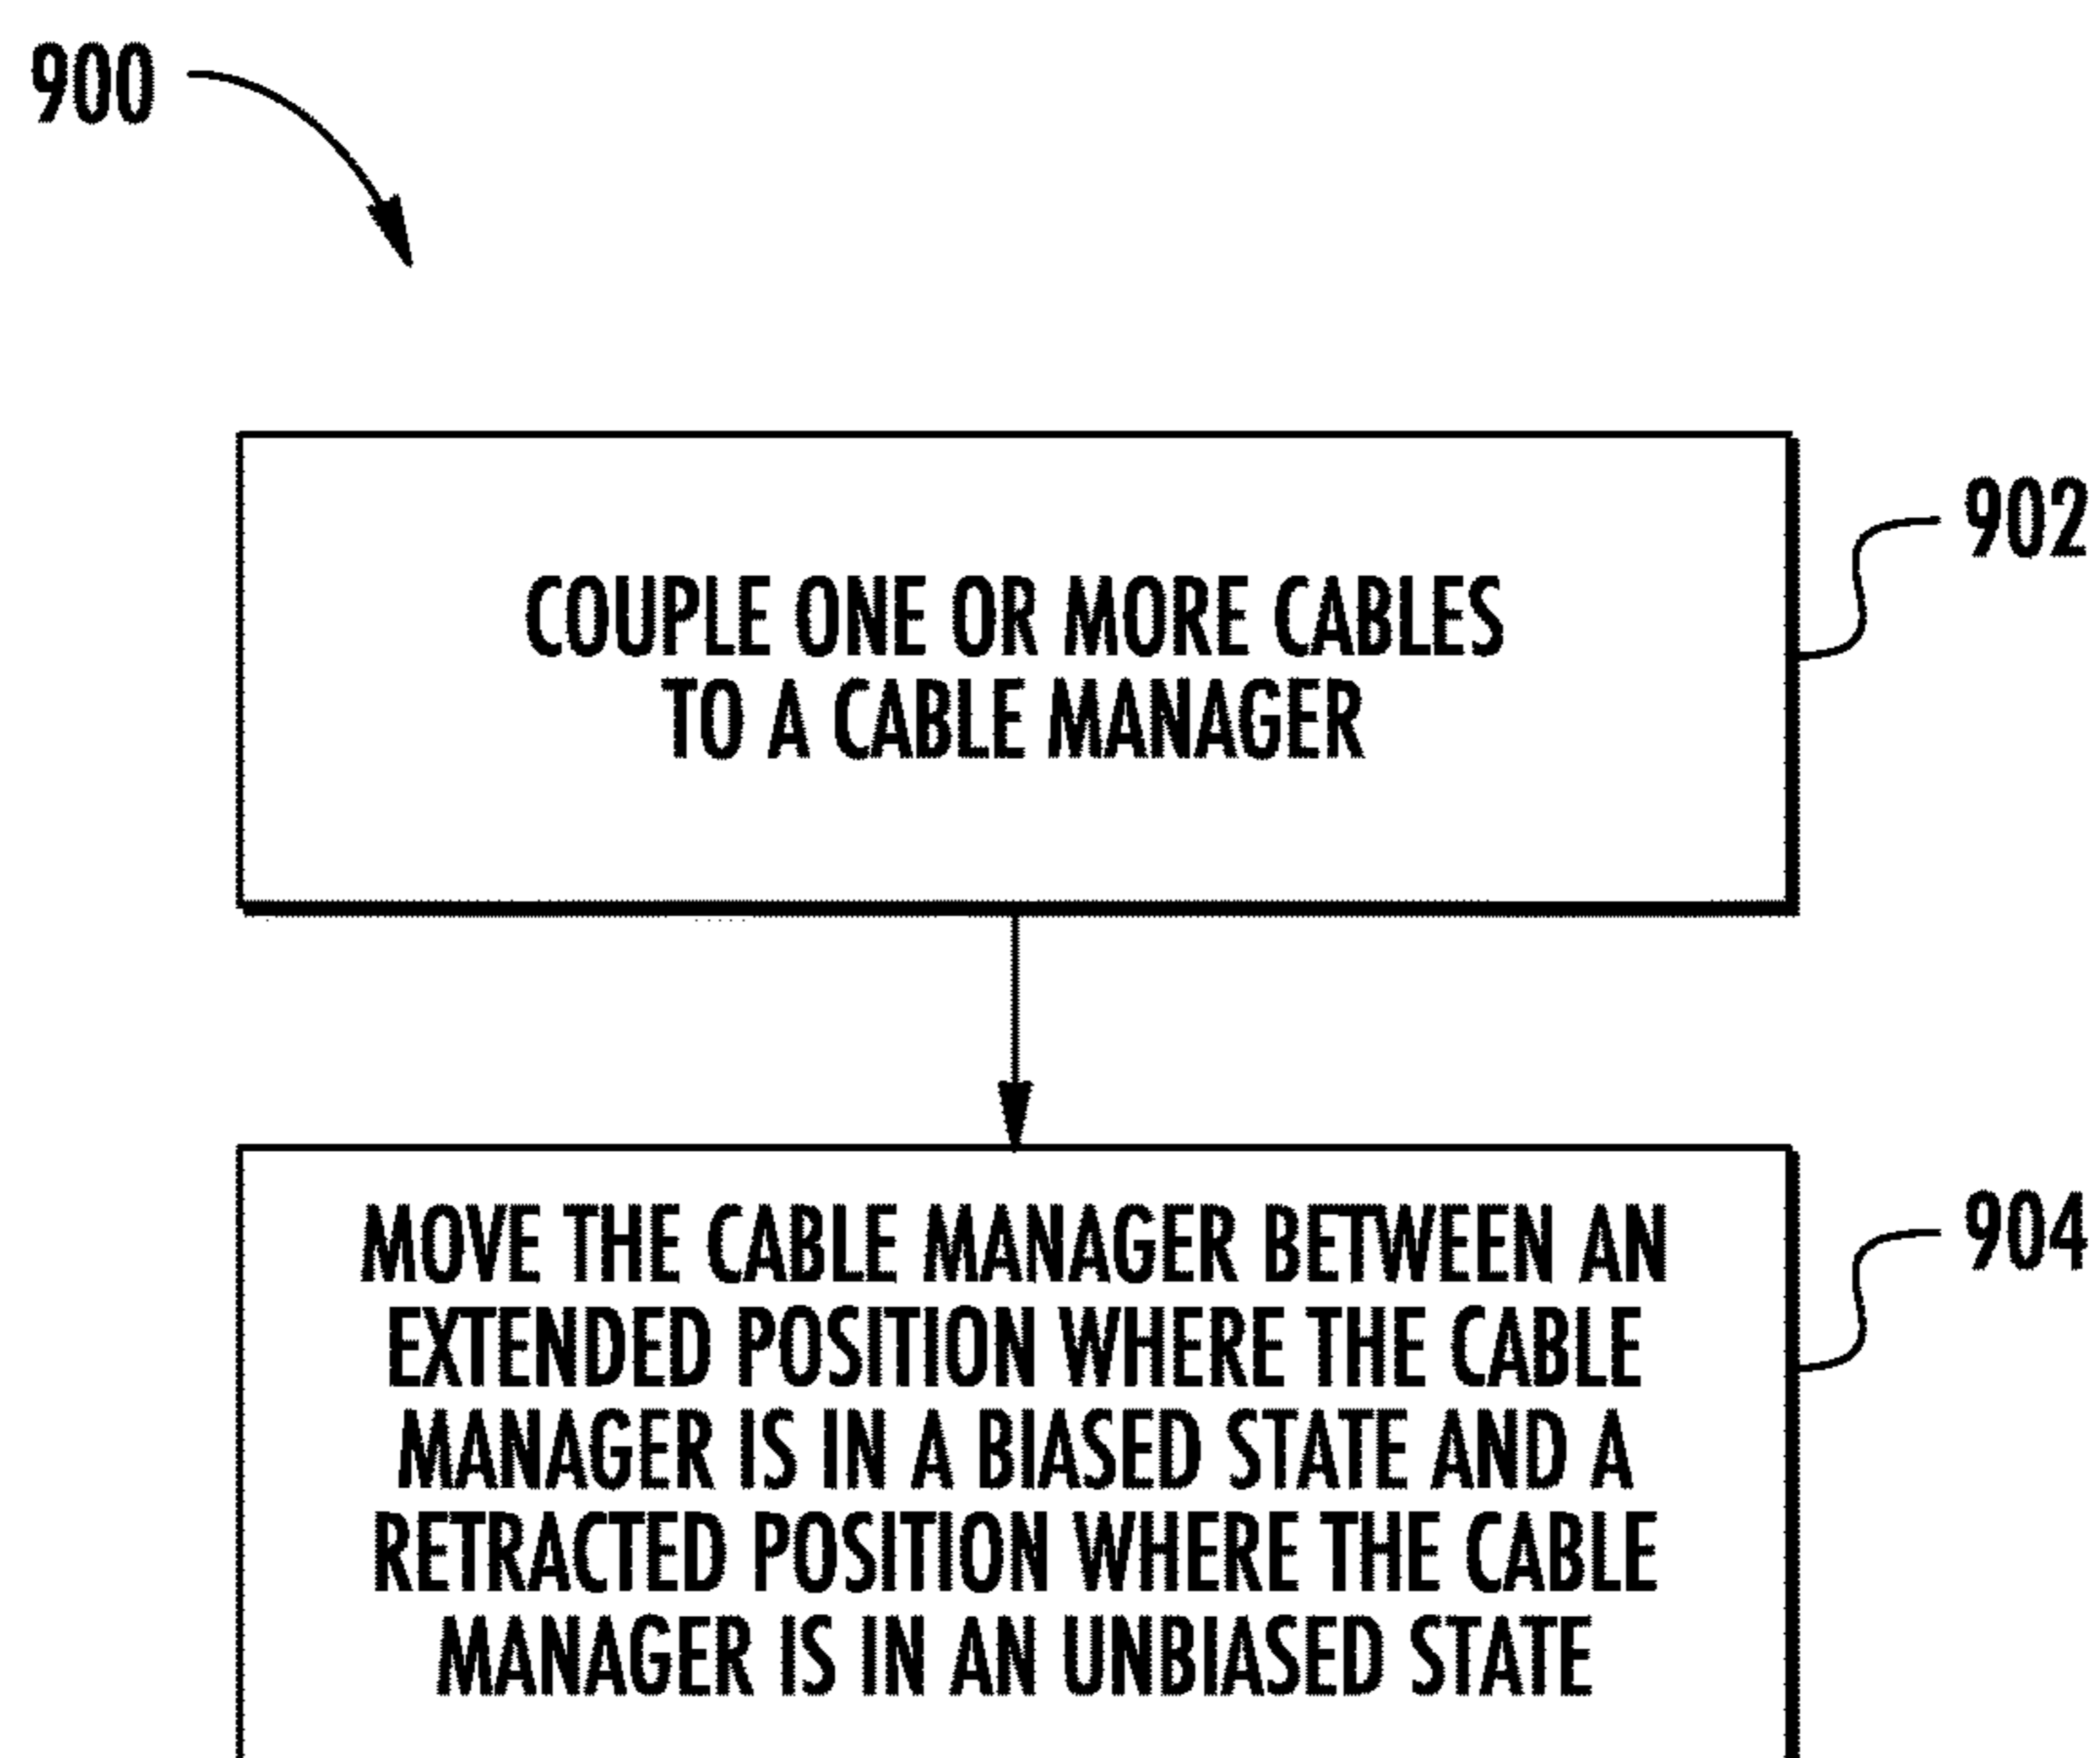 900
COUPLE ONE OR MORE CABLES
TO A CABLE MANAGER
902
MOVE THE CABLE MANAGER BETWEEN AN
EXTENDED POSITION WHERE THE CABLE
MANAGER IS IN A BIASED STATE AND A
RETRACTED POSITION WHERE THE CABLE
MANAGER IS IN AN UNBIASED STATE
904